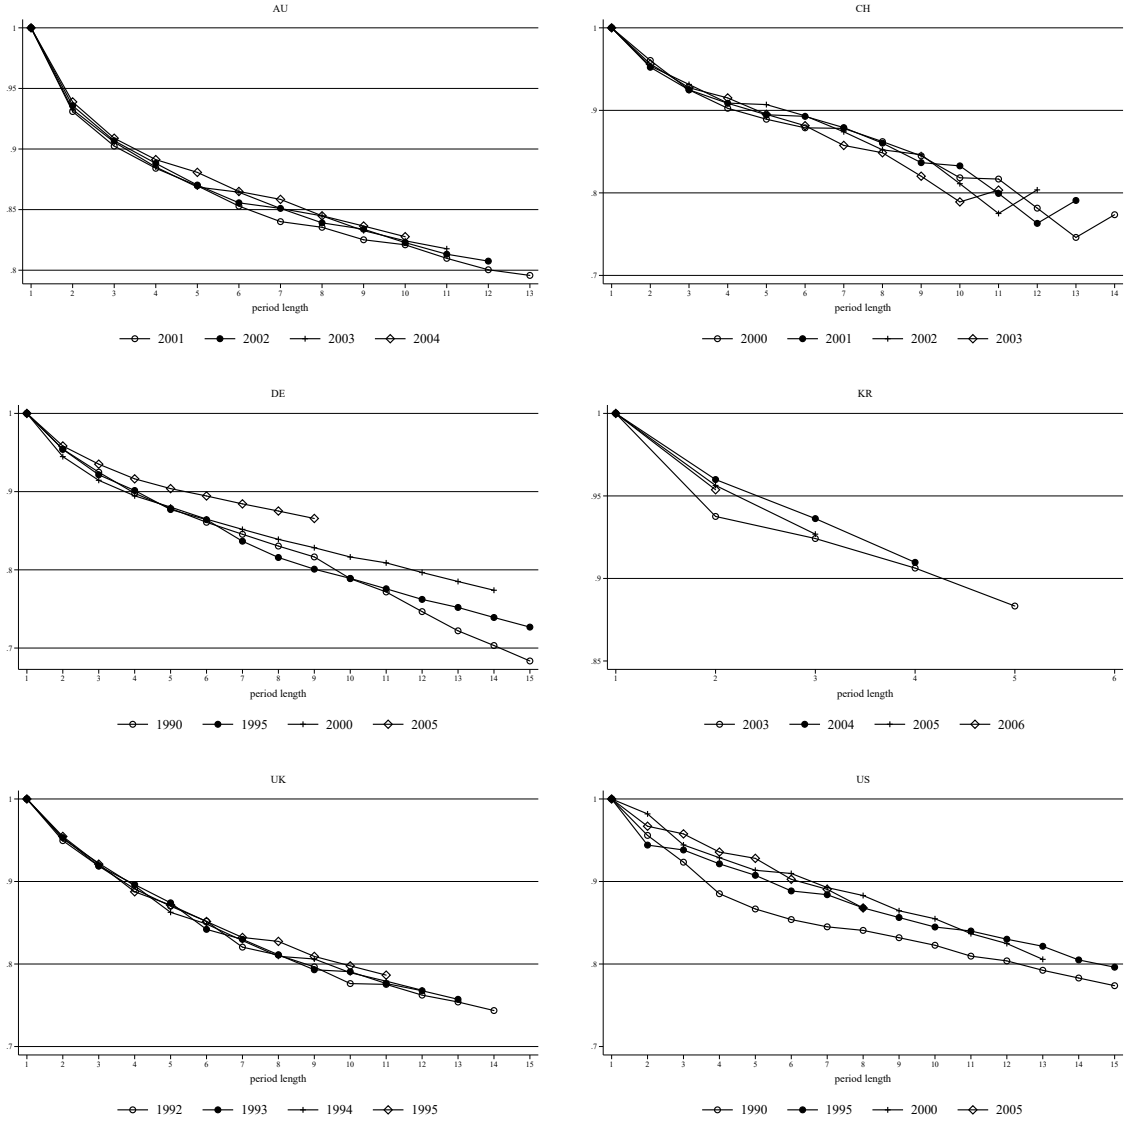 AU
1
.95
.9
.85
.8
1 2 3 4 5 6 7 8 9 10 11 12 13
period length
2001 2002 2003 2004
CH
1
.9
.8
.7
1 2 3 4 5 6 7 8 9 10 11 12 13 14
period length
2000 2001 2002 2003
DE
1
.9
.8
.7
1 2 3 4 5 6 7 8 9 10 11 12 13 14 15
period length
1990 1995 2000 2005
KR
1
.95
.9
.85
1 2 3 4 5 6
period length
2003 2004 2005 2006
UK
1
.9
.8
.7
1 2 3 4 5 6 7 8 9 10 11 12 13 14 15
period length
1992 1993 1994 1995
US
1
.9
.8
.7
1 2 3 4 5 6 7 8 9 10 11 12 13 14 15
period length
1990 1995 2000 2005